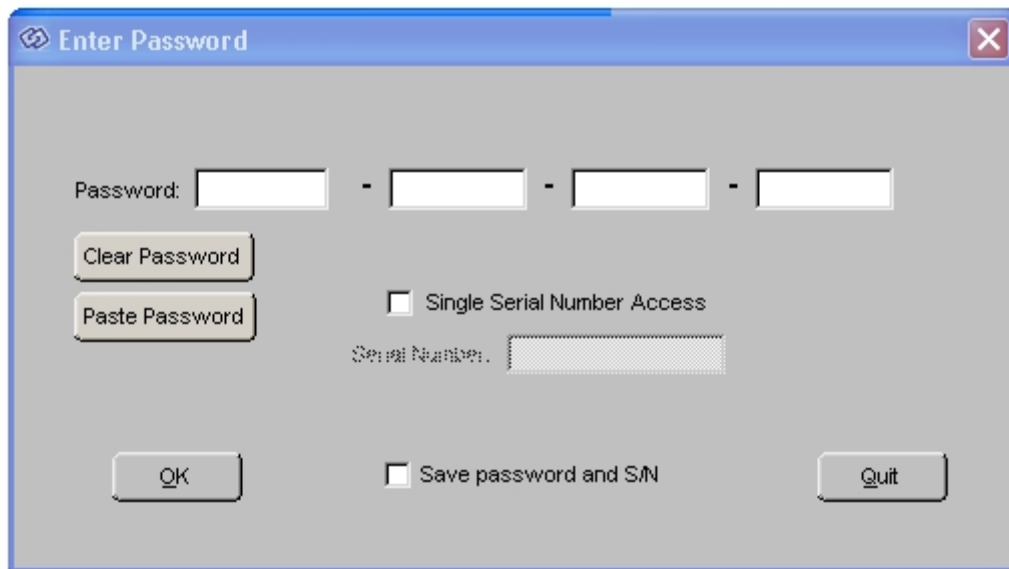 Enter Password
Password: - - -
Clear Password
Paste Password
Single Serial Number Access
Serial Number:
OK
Save password and S/N
Quit